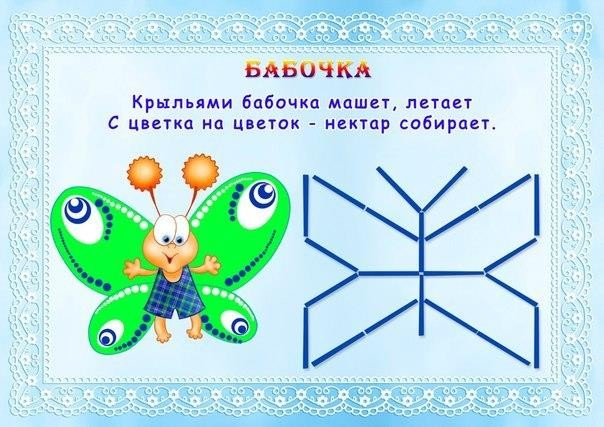 БАБОЧКА
Крыльями бабочка машет, летает
С цветка на цветок - нектар собирает.